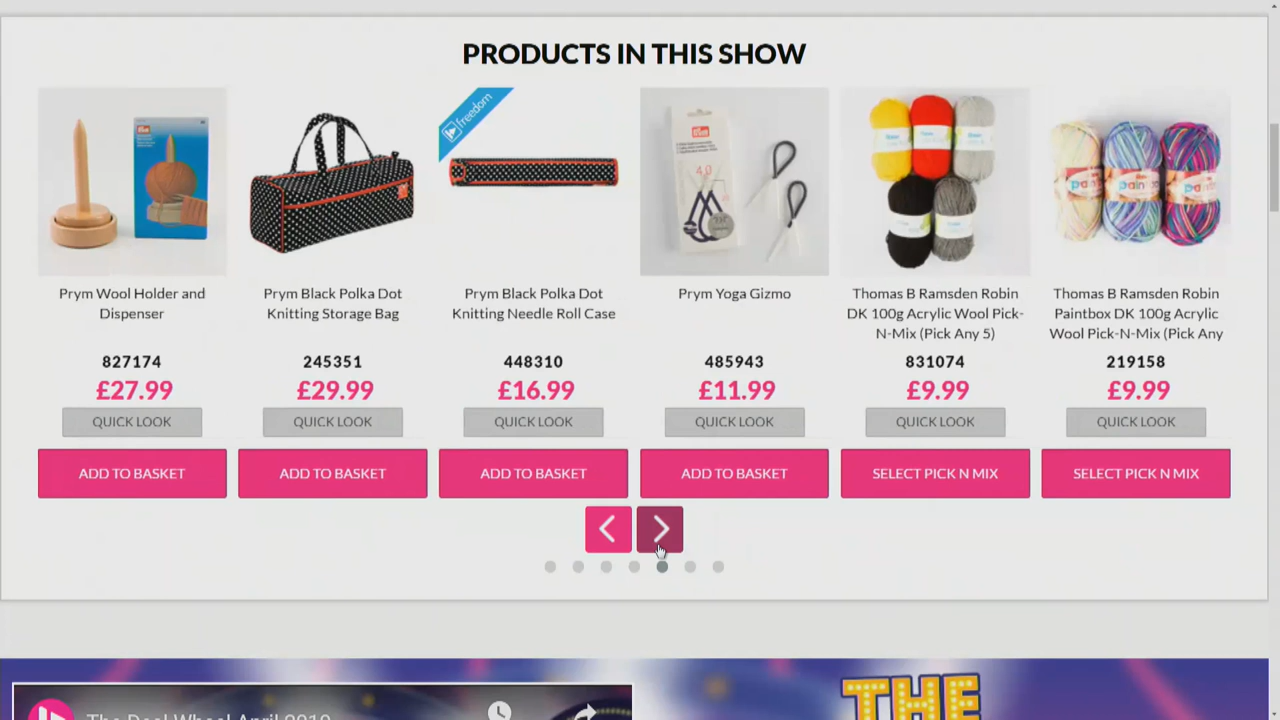 PRODUCTS IN THIS SHOW
freedom
Prym Wool Holder and
Dispenser
827174
£27.99
QUICK LOOK
ADD TO BASKET
Prym Black Polka Dot
Knitting Storage Bag
245351
£29.99
QUICK LOOK
ADD TO BASKET
Prym Black Polka Dot
Knitting Needle Roll Case
448310
£16.99
QUICK LOOK
ADD TO BASKET
4.0
Prym Yoga Gizmo
485943
£11.99
QUICK LOOK
ADD TO BASKET
Thomas B Ramsden Robin
DK 100g Acrylic Wool Pick-
N-Mix (Pick Any 5)
831074
£9.99
QUICK LOOK
SELECT PICK N MIX
Thomas B Ramsden Robin
Paintbox DK 100g Acrylic
Wool Pick-N-Mix (Pick Any
219158
£9.99
QUICK LOOK
SELECT PICK N MIX
The Deal Wheel April 2019
THE